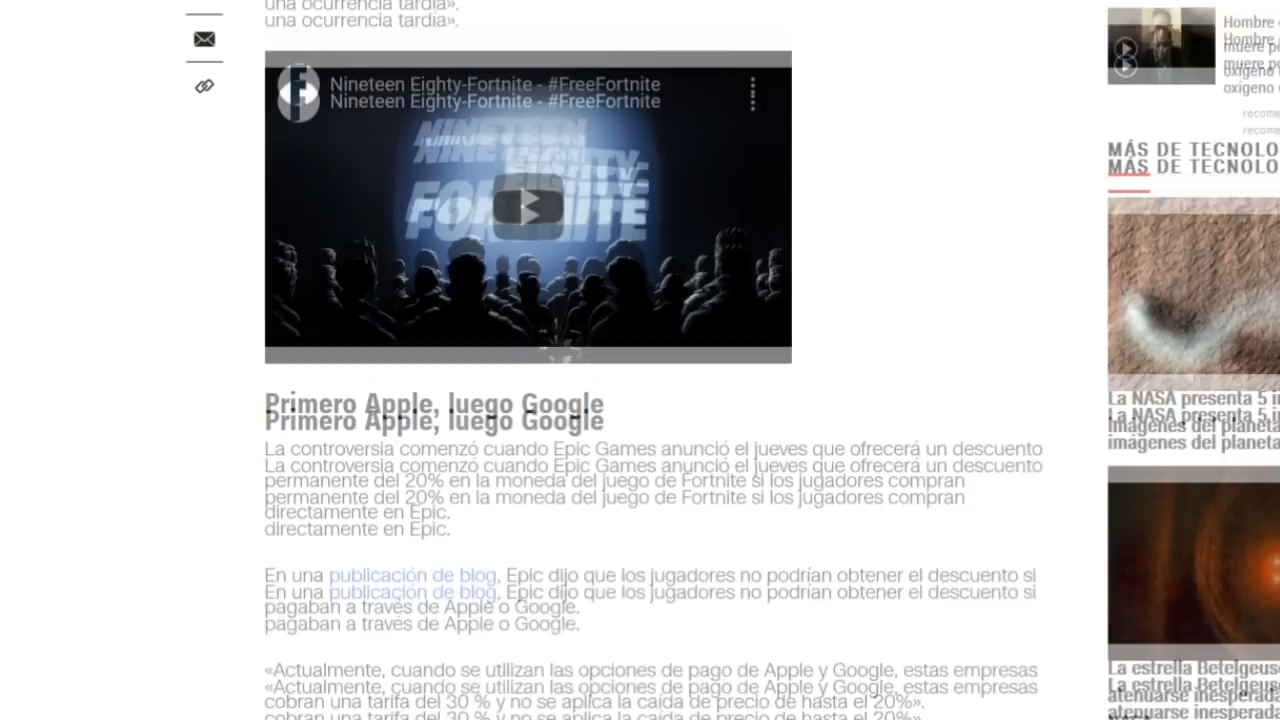 una ocurrencia tardía».
Nineteen Eighty-Fortnite - #FreeFortnite
NINETEEN
EIGHTY-
FORTNITE
Primero Apple, luego Google
La controversia comenzó cuando Epic Games anunció el jueves que ofrecerá un descuento
permanente del 20% en la moneda del juego de Fortnite si los jugadores compran
directamente en Epic.
En una publicación de blog, Epic dijo que los jugadores no podrían obtener el descuento si
pagaban a través de Apple o Google.
«Actualmente, cuando se utilizan las opciones de pago de Apple y Google, estas empresas
cobran una tarifa del 30 % y no se aplica la caída de precio de hasta el 20%».
Hombre
muere
oxígeno
MÁS DE TECNOLO
La NASA presenta 5
imágenes del planeta
La estrella Betelgeus
atenuarse inesperada